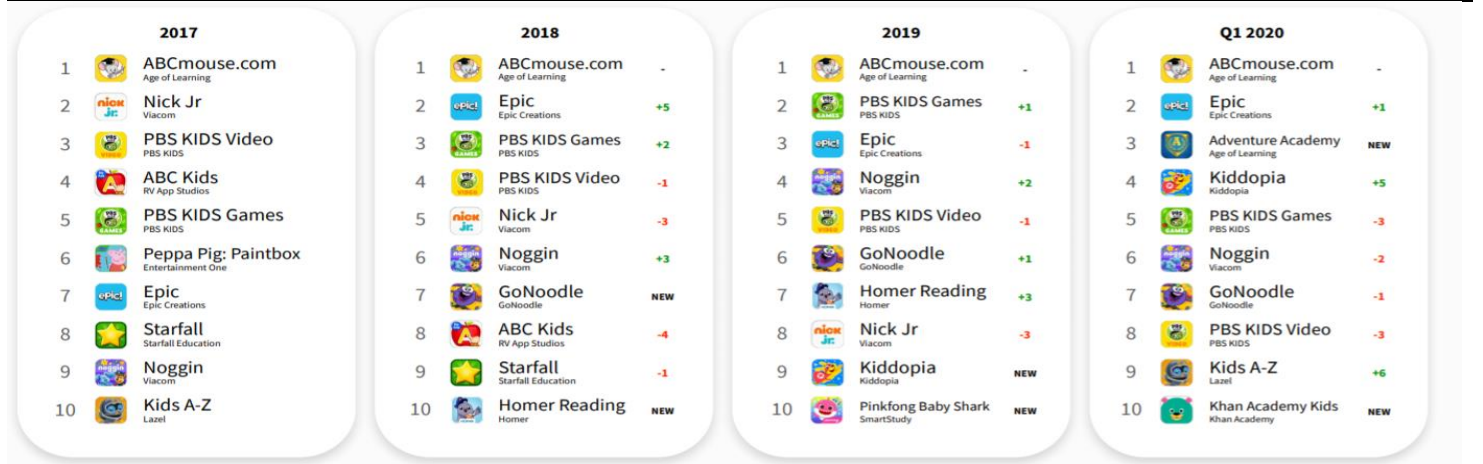 2017
1 ABCmouse.com
Age of Learning
2 Nick Jr
Viacom
3 PBS KIDS Video
PBS KIDS
4 ABC Kids
RV App Studios
5 PBS KIDS Games
PBS KIDS
6 Peppa Pig: Paintbox
Entertainment One
7 Epic
Epic Creations
8 Starfall
Starfall Education
9 Noggin
Viacom
10 Kids A-Z
Lazel
2018
1 ABCmouse.com -
Age of Learning
2 Epic +5
Epic Creations
3 PBS KIDS Games +2
PBS KIDS
4 PBS KIDS Video -1
PBS KIDS
5 Nick Jr -3
Viacom
6 Noggin +3
Viacom
7 GoNoodle NEW
GoNoodle
8 ABC Kids -4
RV App Studios
9 Starfall -1
Starfall Education
10 Homer Reading NEW
Homer
2019
1 ABCmouse.com -
Age of Learning
2 PBS KIDS Games +1
PBS KIDS
3 Epic -1
Epic Creations
4 Noggin +2
Viacom
5 PBS KIDS Video -1
PBS KIDS
6 GoNoodle +1
GoNoodle
7 Homer Reading +3
Homer
8 Nick Jr -3
Viacom
9 Kiddopia NEW
Kiddopia
10 Pinkfong Baby Shark NEW
SmartStudy
Q1 2020
1 ABCmouse.com -
Age of Learning
2 Epic +1
Epic Creations
3 Adventure Academy NEW
Age of Learning
4 Kiddopia +5
Kiddopia
5 PBS KIDS Games -3
PBS KIDS
6 Noggin -2
Viacom
7 GoNoodle -1
GoNoodle
8 PBS KIDS Video -3
PBS KIDS
9 Kids A-Z +6
Lazel
10 Khan Academy Kids NEW
Khan Academy